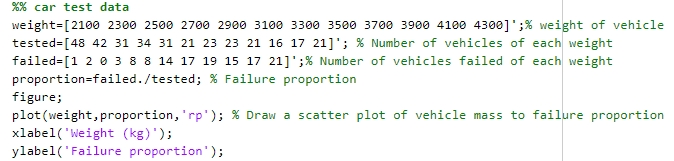 %% car test data
weight=[2100 2300 2500 2700 2900 3100 3300 3500 3700 3900 4100 4300]';% weight of vehicle
tested=[48 42 31 34 31 21 23 23 21 16 17 21]'; % Number of vehicles of each weight
failed=[1 2 0 3 8 8 14 17 19 15 17 21]';% Number of vehicles failed of each weight
proportion=failed./tested; % Failure proportion
figure;
plot(weight,proportion,'rp'); % Draw a scatter plot of vehicle mass to failure proportion
xlabel('Weight (kg)');
ylabel('Failure proportion');